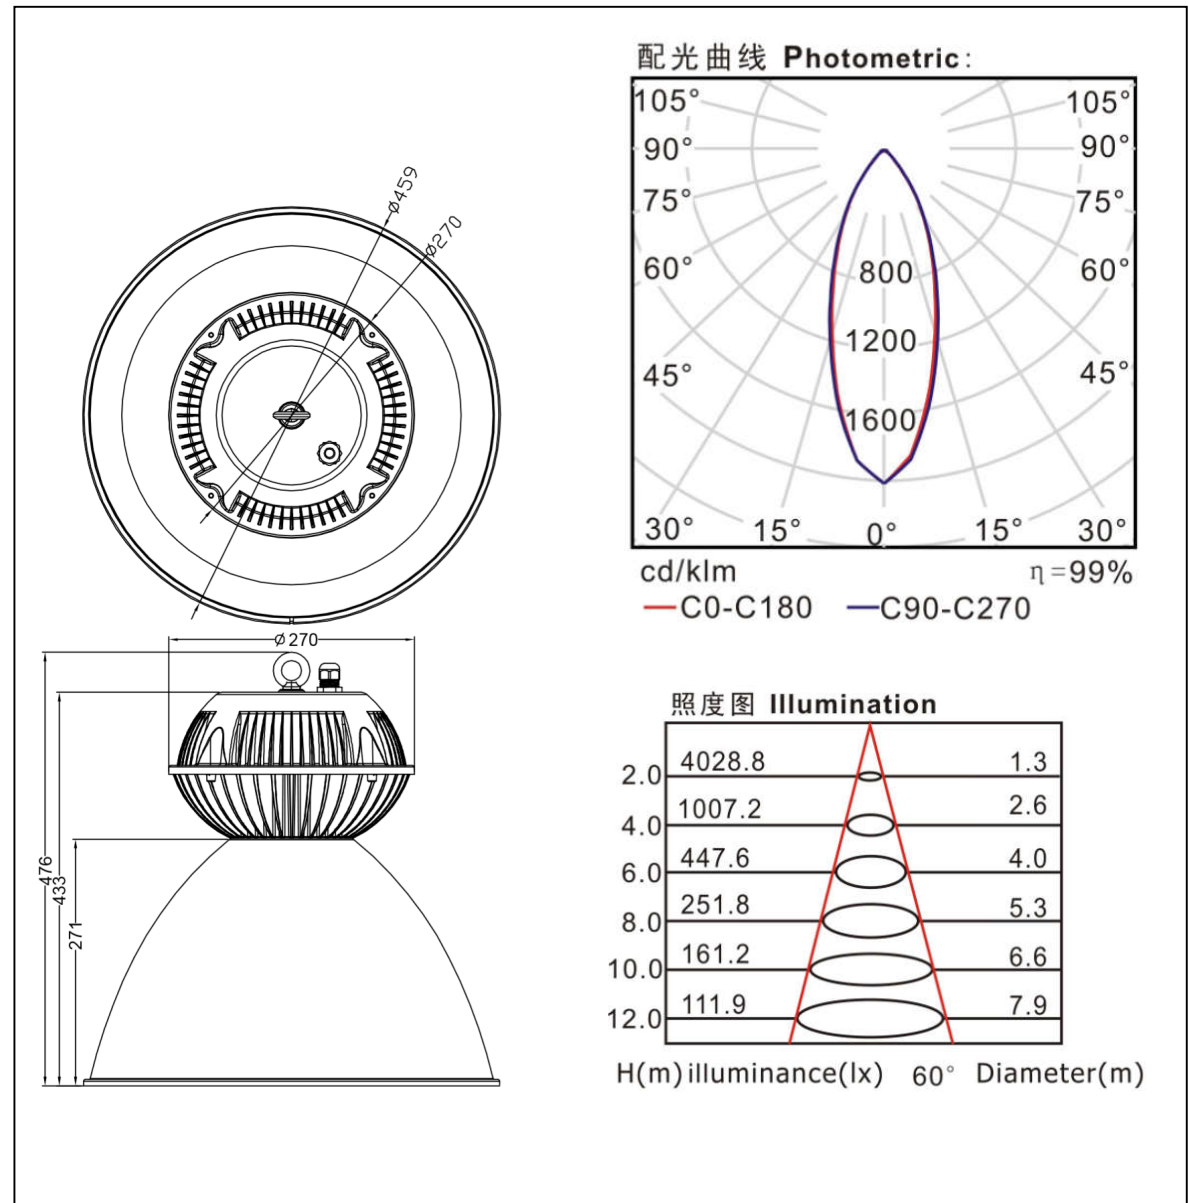 ø459
ø270
ø270
476
433
271
配光曲线 Photometric:
105° 105°
90° 90°
75° 75°
60° 60°
800
1200
45° 45°
1600
30° 15° 0° 15° 30°
cd/klm η=99%
C0-C180 C90-C270
照度图 Illumination
2.0 4028.8 1.3
4.0 1007.2 2.6
6.0 447.6 4.0
8.0 251.8 5.3
10.0 161.2 6.6
12.0 111.9 7.9
H(m) illuminance(lx) 60° Diameter(m)